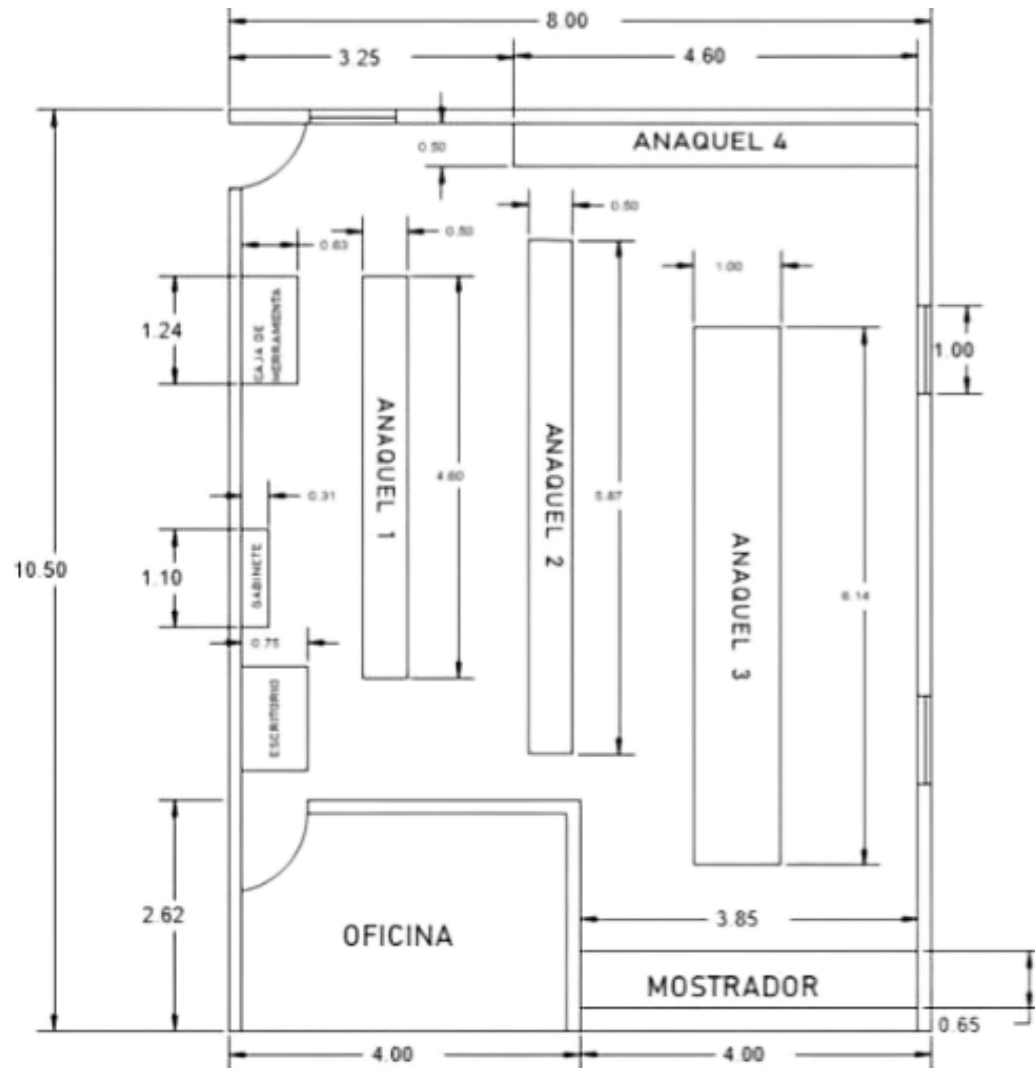 8.00
3.25
4.60
ANAQUEL 4
0.50
0.50
0.50
0.63
1.00
1.24
CAJA DE
HERRAMIENTA
1.00
ANAQUEL 1
4.60
ANAQUEL 2
5.87
0.31
10.50
1.10
GABINETE
ANAQUEL 3
6.14
0.75
ESCRITORIO
2.62
OFICINA
3.85
MOSTRADOR
0.65
4.00
4.00